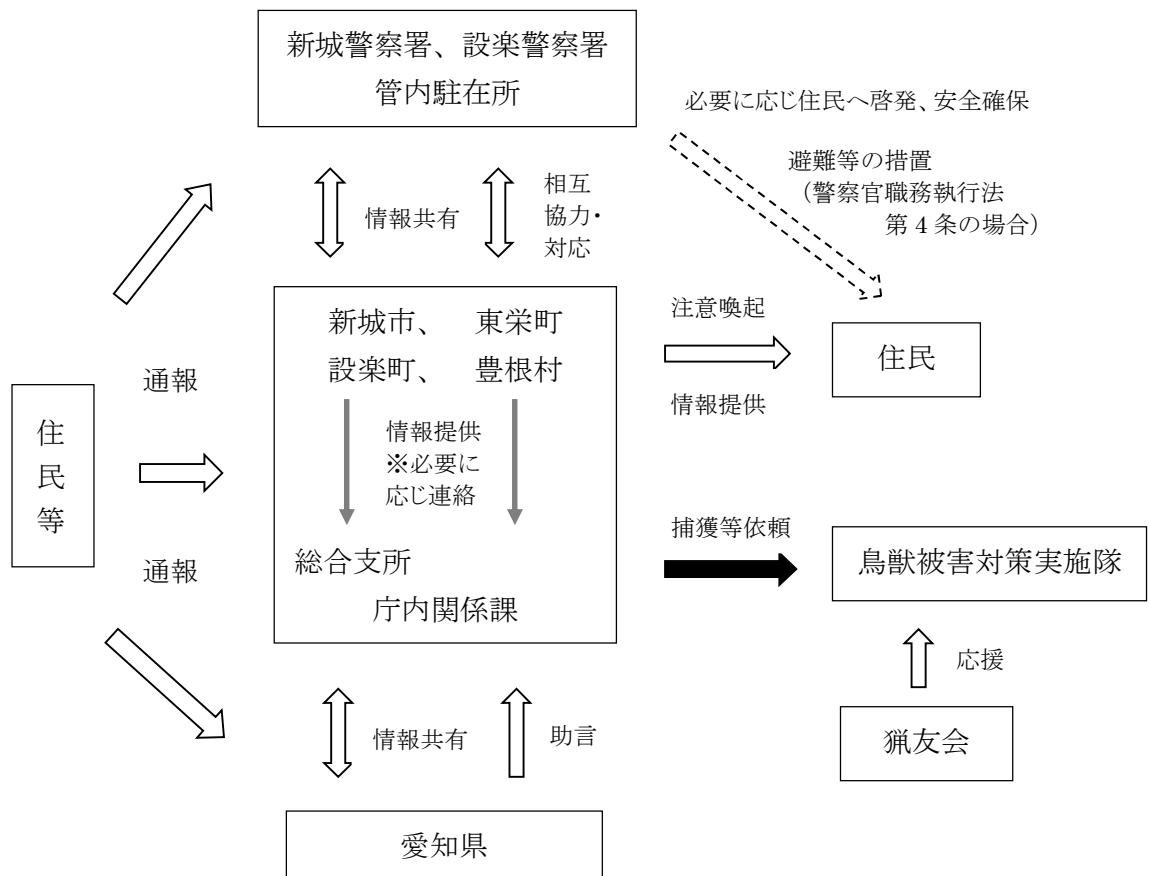 新城警察署、設楽警察署
管内駐在所
必要に応じ住民へ啓発、安全確保
避難等の措置
（警察官職務執行法
第4条の場合）
情報共有
相互
協力・
対応
新城市、　東栄町
設楽町、　豊根村
情報提供
※必要に
応じ連絡
総合支所
庁内関係課
注意喚起
情報提供
住民
通報
住民等
通報
捕獲等依頼
鳥獣被害対策実施隊
応援
猟友会
情報共有
助言
愛知県